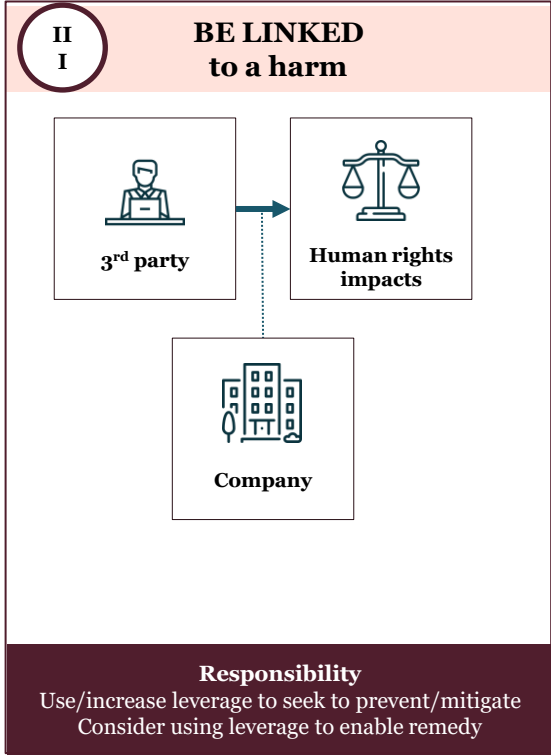 II
I
BE LINKED
to a harm
3rd party
Human rights
impacts
Company
Responsibility
Use/increase leverage to seek to prevent/mitigate
Consider using leverage to enable remedy